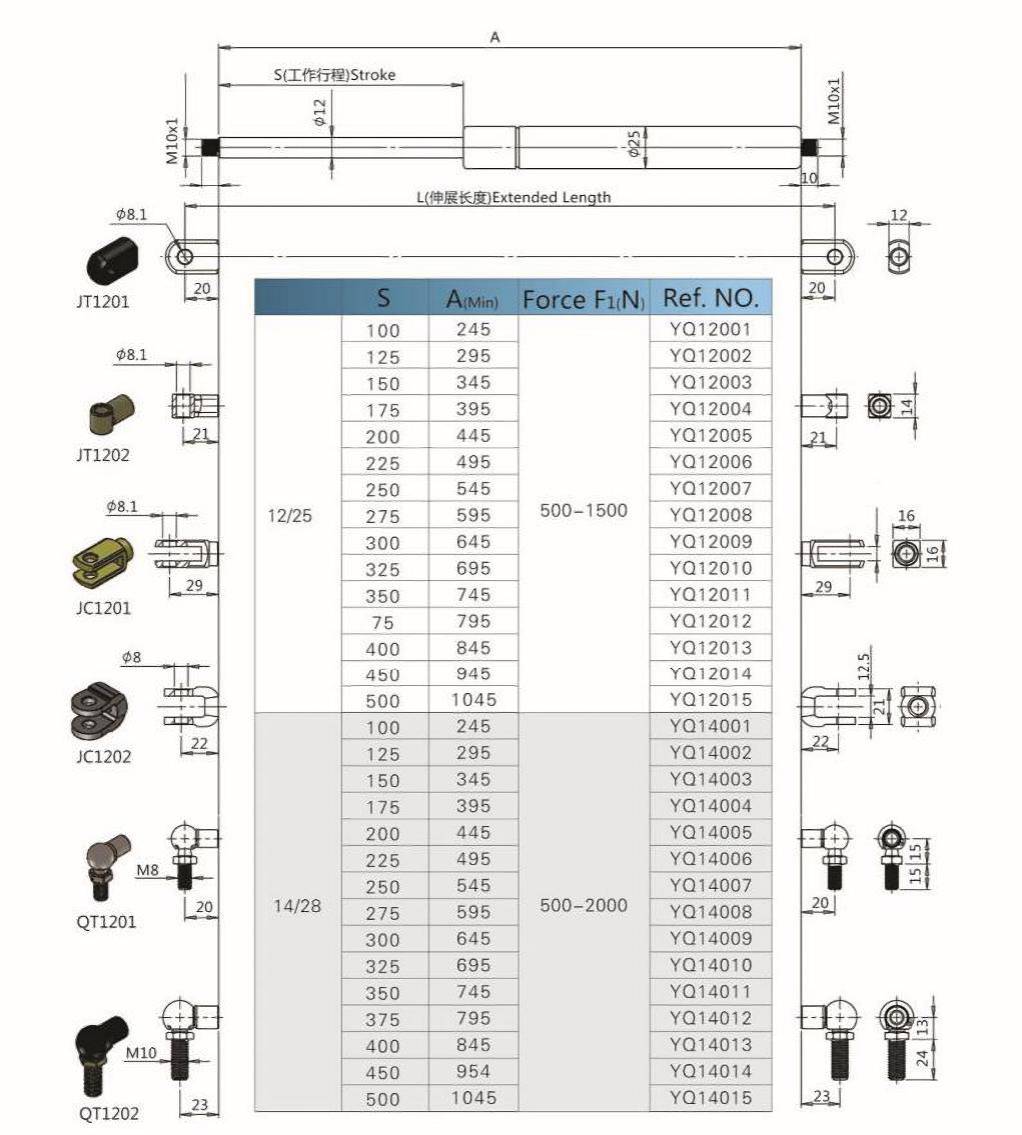 A
S(工作行程)Stroke
M10x1
ϕ12
ϕ25
M10x1
10
L(伸展长度)Extended Length
ϕ8.1
12
20
20
JT1201
S A(Min) Force F1(N) Ref. NO.
100 245 YQ12001
125 295 YQ12002
150 345 YQ12003
175 395 YQ12004
200 445 YQ12005
225 495 YQ12006
250 545 YQ12007
12/25 275 595 500-1500 YQ12008
300 645 YQ12009
325 695 YQ12010
350 745 YQ12011
75 795 YQ12012
400 845 YQ12013
450 945 YQ12014
500 1045 YQ12015
100 245 YQ14001
125 295 YQ14002
150 345 YQ14003
175 395 YQ14004
200 445 YQ14005
225 495 YQ14006
250 545 YQ14007
14/28 275 595 500-2000 YQ14008
300 645 YQ14009
325 695 YQ14010
350 745 YQ14011
375 795 YQ14012
400 845 YQ14013
450 954 YQ14014
500 1045 YQ14015
ϕ8.1
14
21
21
JT1202
ϕ8.1
16
16
29
29
JC1201
ϕ8
12.5
21
22
22
JC1202
M8
15
15
20
20
QT1201
M10
13
24
23
23
QT1202